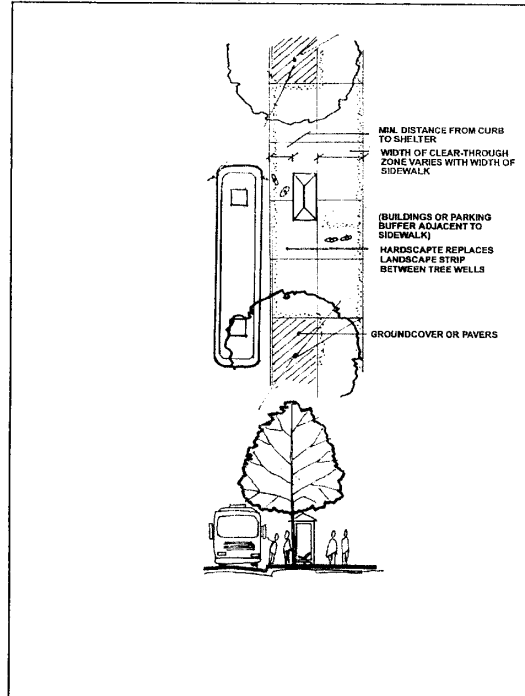 MIN. DISTANCE FROM CURB
TO SHELTER
WIDTH OF CLEAR-THROUGH
ZONE VARIES WITH WIDTH OF
SIDEWALK
(BUILDINGS OR PARKING
BUFFER ADJACENT TO
SIDEWALK)
HARDSCAPTE REPLACES
LANDSCAPE STRIP
BETWEEN TREE WELLS
GROUNDCOVER OR PAVERS